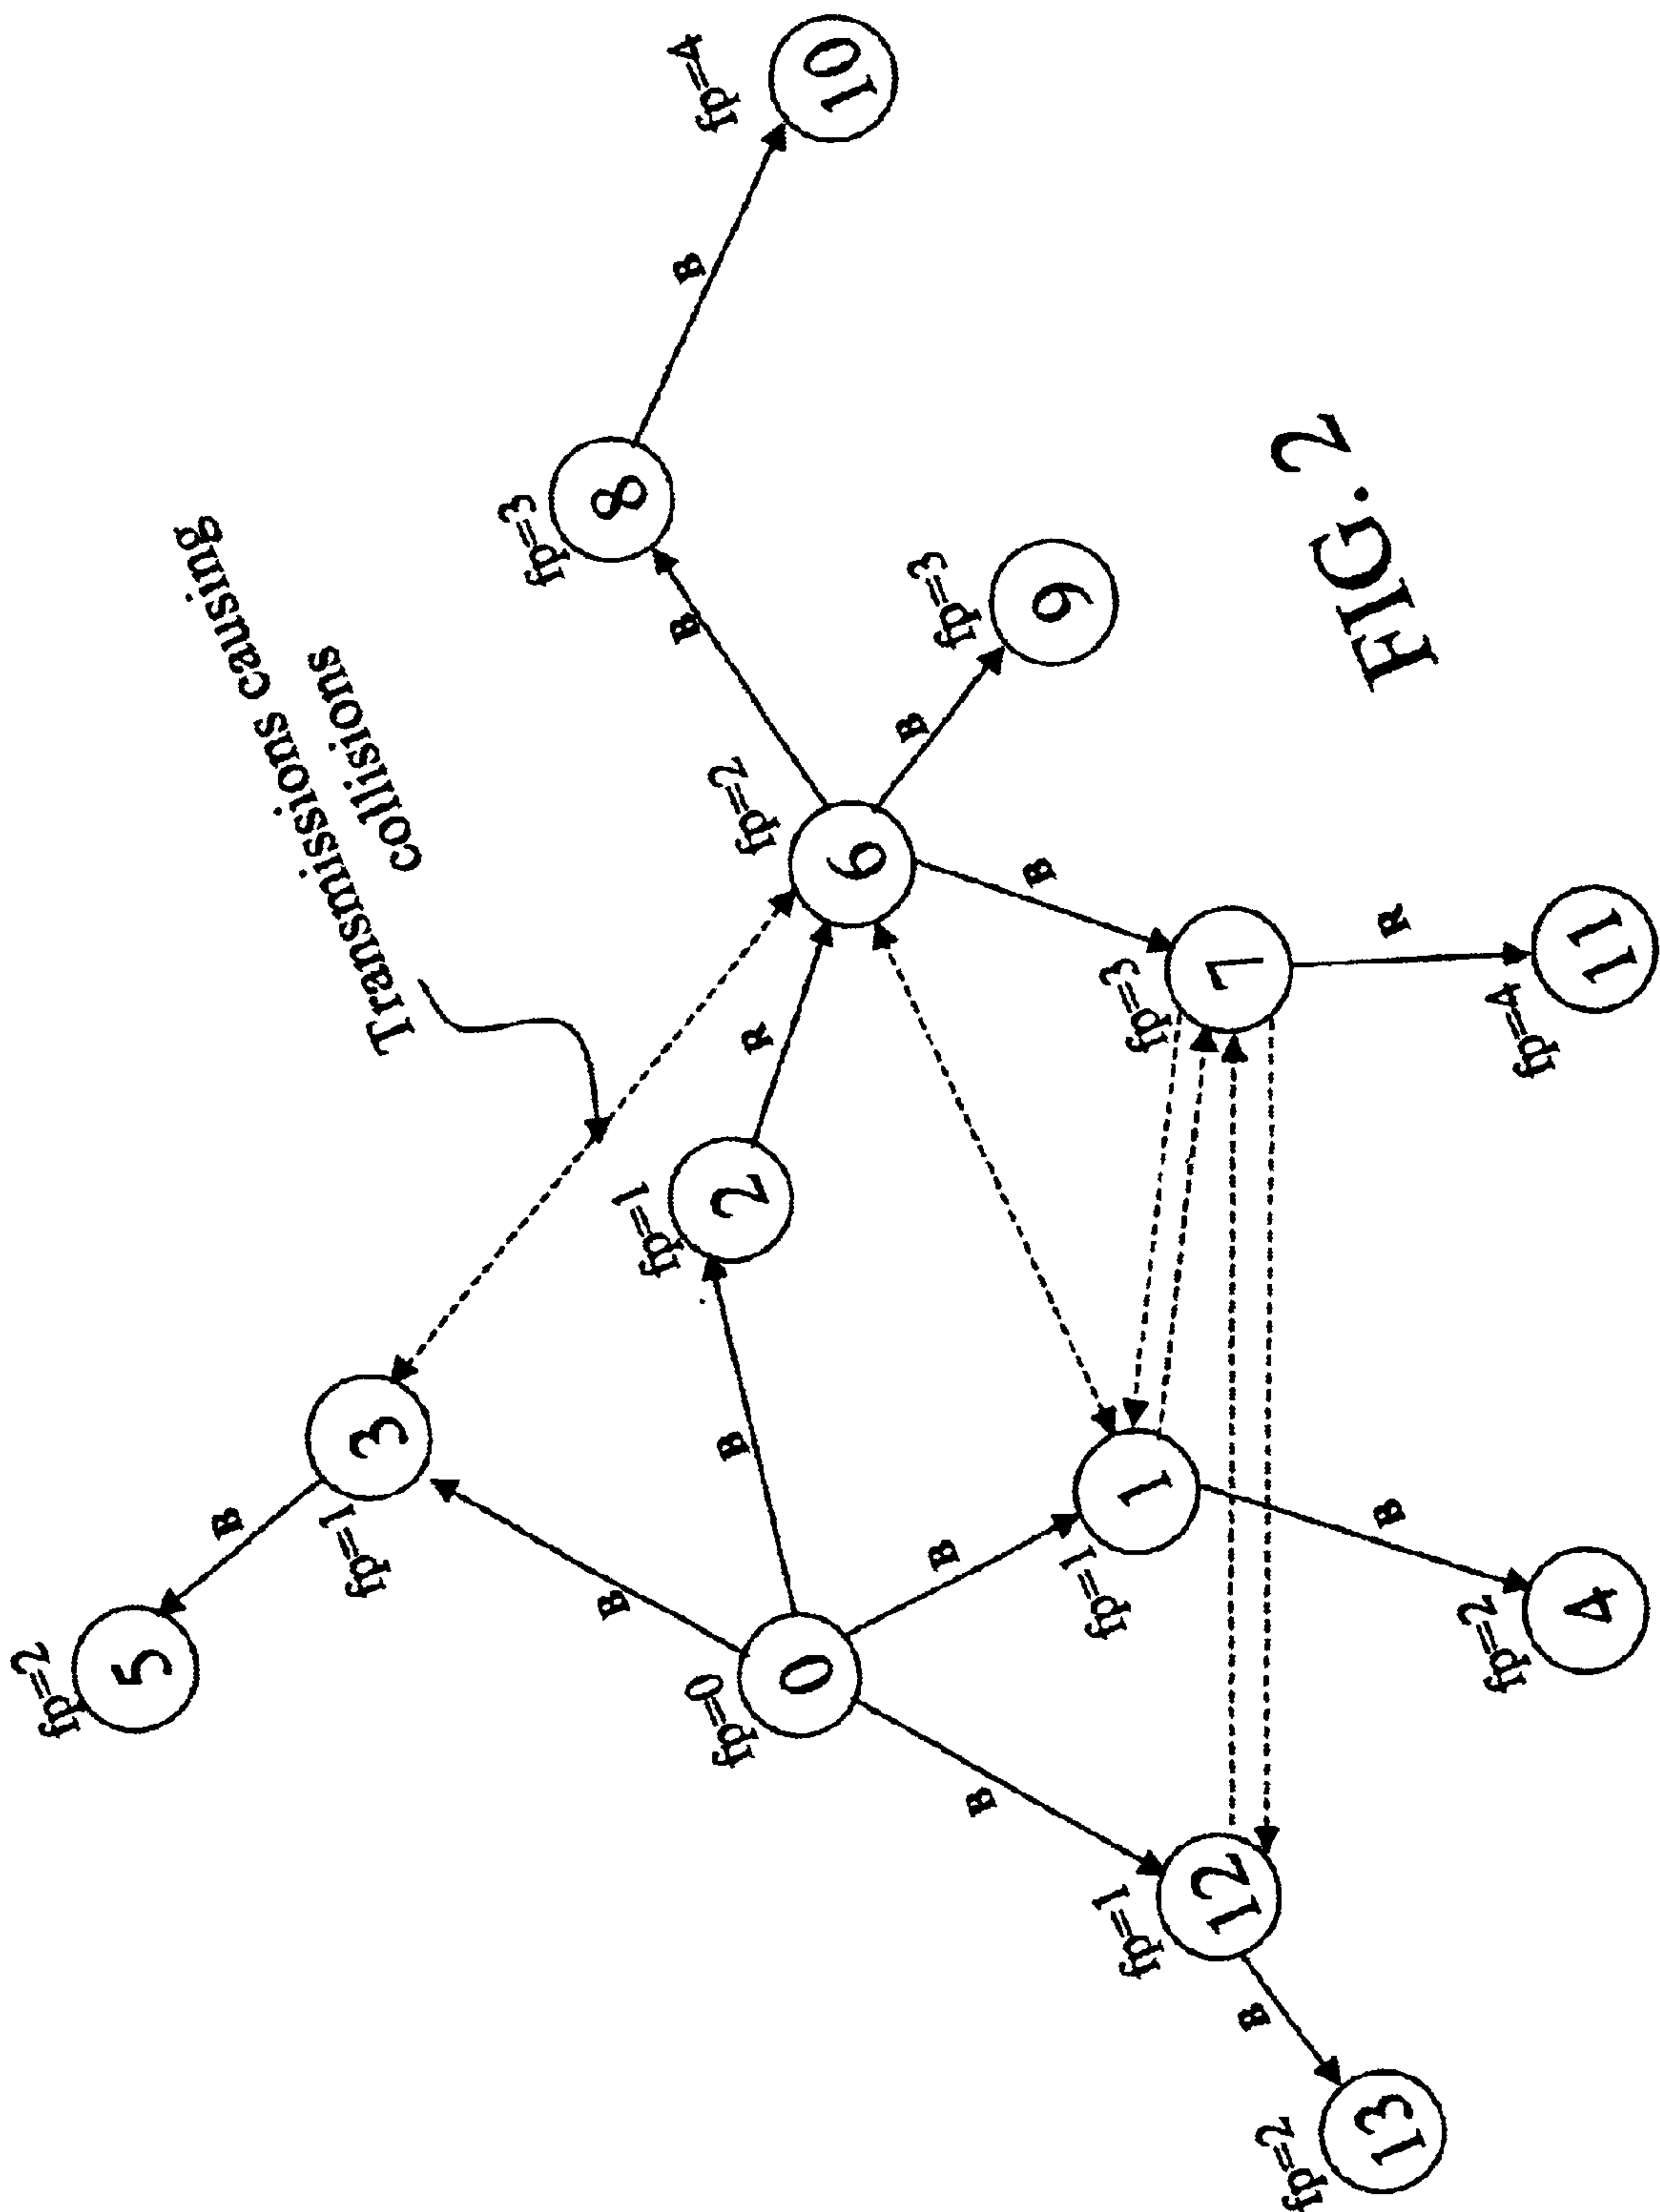 Transmissions causing
collisions
fp=2
5
B
fp=1
3
B
fp=0
0
B
fp=1
2
R
fp=2
6
B
fp=3
8
B
fp=4
10
B
fp=3
9
B
fp=1
1
B
fp=3
7
B
fp=1
12
B
fp=2
13
B
fp=2
4
R
fp=4
11
FIG. 2